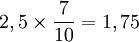 2,5 × 7/10 = 1,75